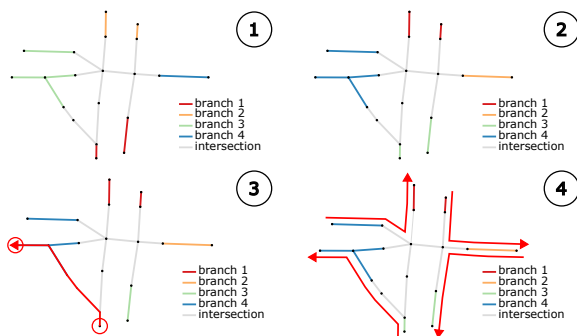 1
branch 1
branch 2
branch 3
branch 4
intersection
2
branch 1
branch 2
branch 3
branch 4
intersection
3
branch 1
branch 2
branch 3
branch 4
intersection
4
branch 1
branch 2
branch 3
branch 4
intersection